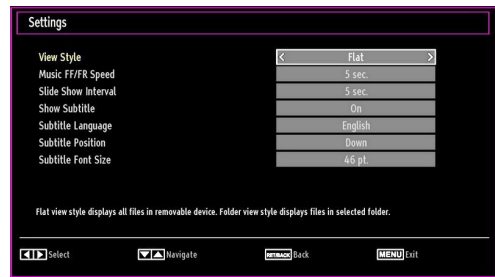 Settings
View Style < Flat >
Music FF/FR Speed 5 sec.
Slide Show Interval 5 sec.
Show Subtitle On
Subtitle Language English
Subtitle Position Down
Subtitle Font Size 46 pt.
Flat view style displays all files in removable device. Folder view style displays files in selected folder.
Select Navigate RET/BACK Back MENU Exit